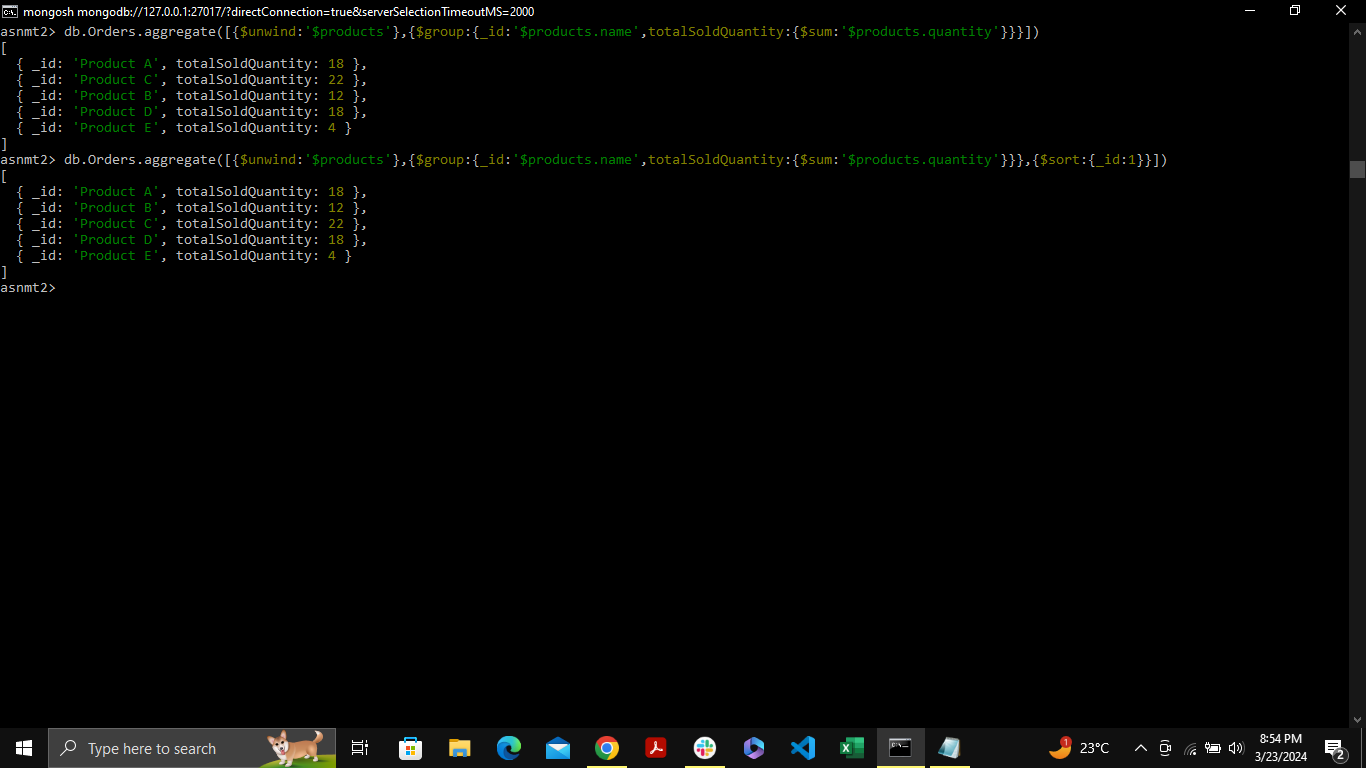 mongosh mongodb://127.0.0.1:27017/?directConnection=true&serverSelectionTimeoutMS=2000
asnmt2> db.Orders.aggregate([{$unwind:'$products'},{$group:{_id:'$products.name',totalSoldQuantity:{$sum:'$products.quantity'}}}])
[
  { _id: 'Product A', totalSoldQuantity: 18 },
  { _id: 'Product C', totalSoldQuantity: 22 },
  { _id: 'Product B', totalSoldQuantity: 12 },
  { _id: 'Product D', totalSoldQuantity: 18 },
  { _id: 'Product E', totalSoldQuantity: 4 }
]
asnmt2> db.Orders.aggregate([{$unwind:'$products'},{$group:{_id:'$products.name',totalSoldQuantity:{$sum:'$products.quantity'}}},{$sort:{_id:1}}])
[
  { _id: 'Product A', totalSoldQuantity: 18 },
  { _id: 'Product B', totalSoldQuantity: 12 },
  { _id: 'Product C', totalSoldQuantity: 22 },
  { _id: 'Product D', totalSoldQuantity: 18 },
  { _id: 'Product E', totalSoldQuantity: 4 }
]
asnmt2>
Type here to search
1
23°C
8:54 PM
3/23/2024
2